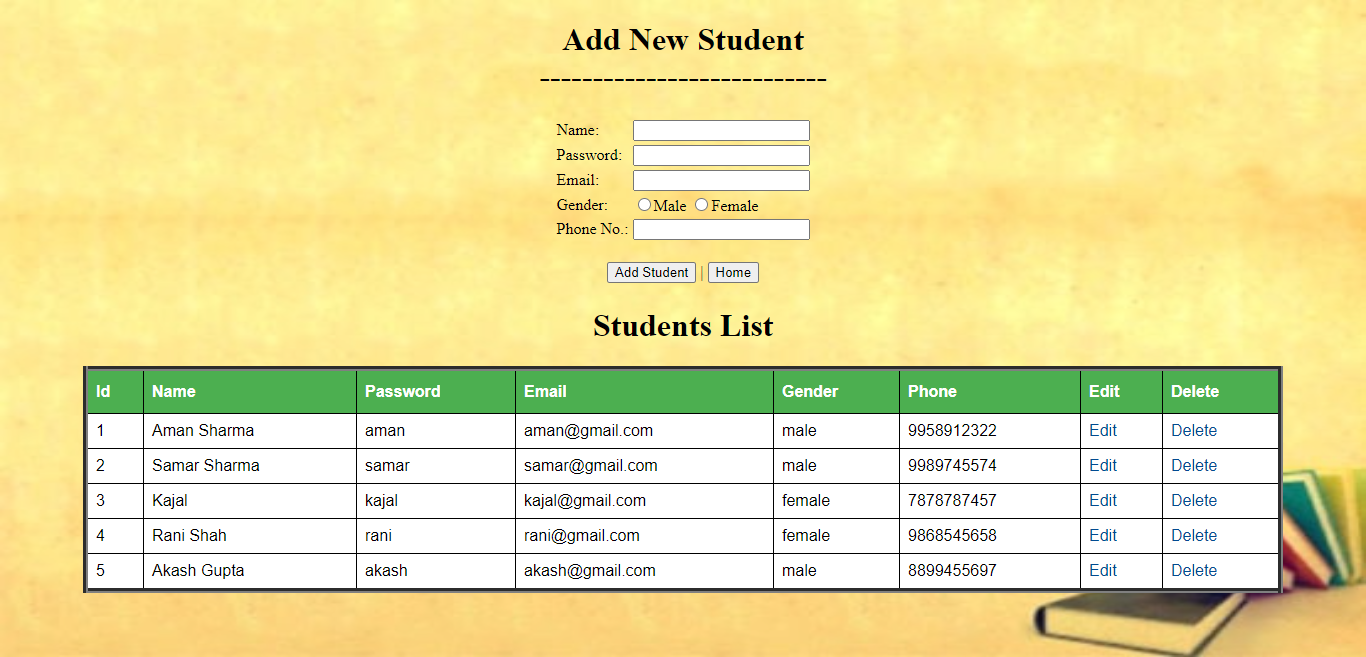 Add New Student
---------------------------
Name:
Password:
Email:
Gender: Male Female
Phone No.:
Add Student | Home
Students List
Id Name Password Email Gender Phone Edit Delete
1 Aman Sharma aman aman@gmail.com male 9958912322 Edit Delete
2 Samar Sharma samar samar@gmail.com male 9989745574 Edit Delete
3 Kajal kajal kajal@gmail.com female 7878787457 Edit Delete
4 Rani Shah rani rani@gmail.com female 9868545658 Edit Delete
5 Akash Gupta akash akash@gmail.com male 8899455697 Edit Delete